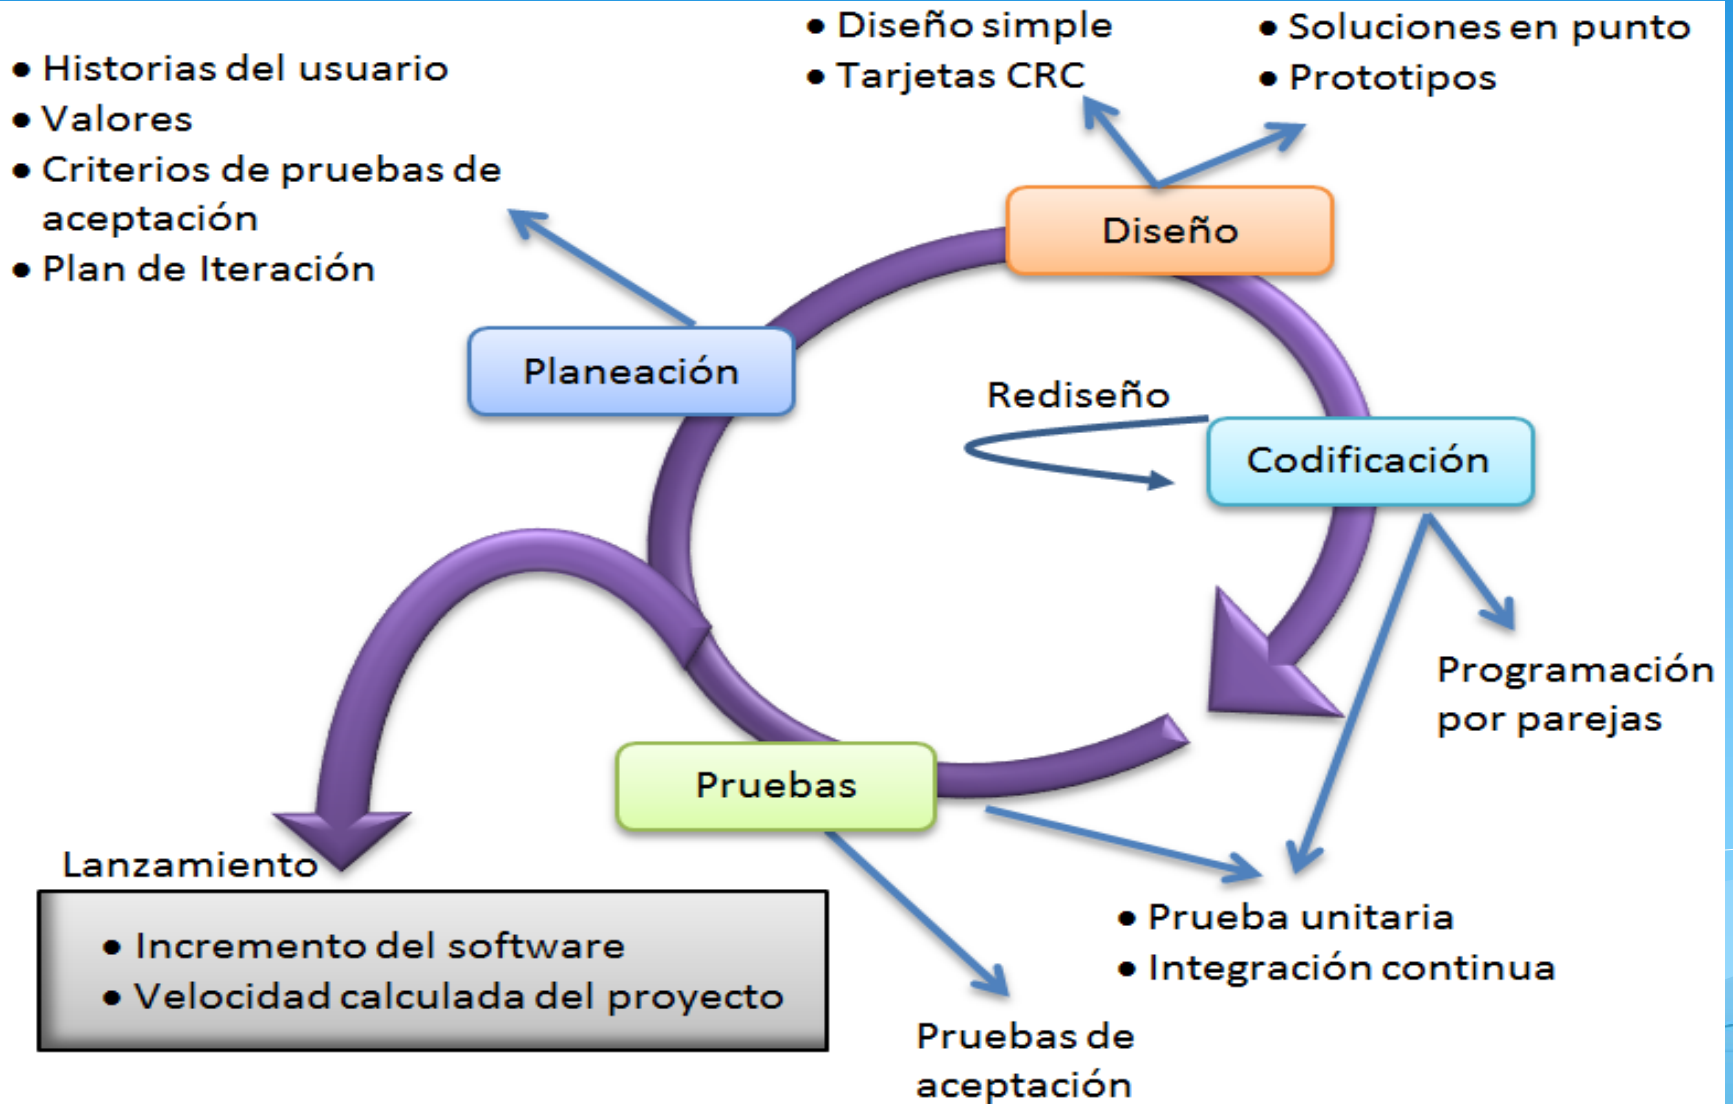 • Historias del usuario
• Valores
• Criterios de pruebas de
aceptación
• Plan de Iteración
• Diseño simple
• Tarjetas CRC
• Soluciones en punto
• Prototipos
Diseño
Planeación
Rediseño
Codificación
Programación
por parejas
Pruebas
Lanzamiento
• Incremento del software
• Velocidad calculada del proyecto
• Prueba unitaria
• Integración continua
Pruebas de
aceptación